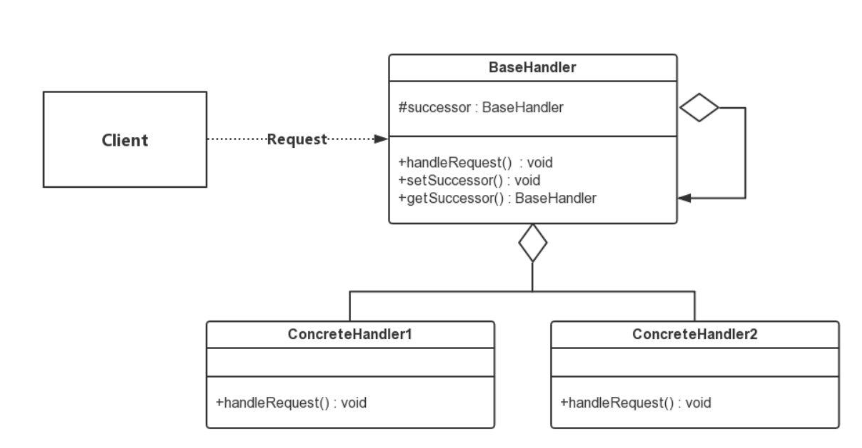 BaseHandler
#successor : BaseHandler
Client
Request
+handleRequest() : void
+setSuccessor() : void
+getSuccessor() : BaseHandler
ConcreteHandler1
+handleRequest() : void
ConcreteHandler2
+handleRequest() : void